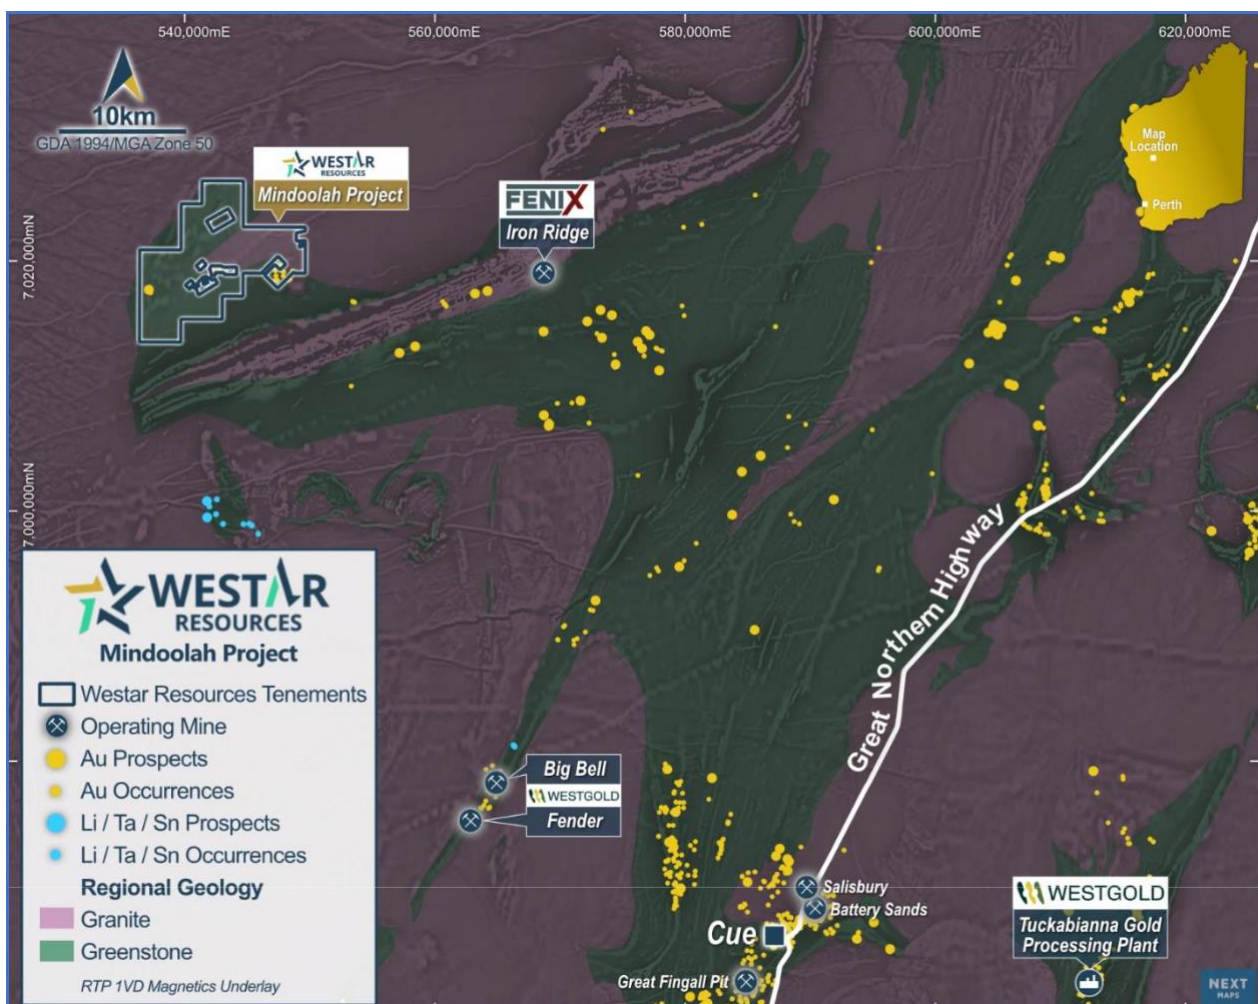 540,000mE
560,000mE
580,000mE
600,000mE
620,000mE
10km
GDA 1994/MGA Zone 50
WESTAR
RESOURCES
Mindoolah Project
FENIX
Iron Ridge
Map
Location
Perth
7,020,000mN
7,000,000mN
Great Northern Highway
WESTAR
RESOURCES
Mindoolah Project
Westar Resources Tenements
Operating Mine
Au Prospects
Au Occurrences
Li / Ta / Sn Prospects
Li / Ta / Sn Occurrences
Regional Geology
Granite
Greenstone
RTP 1VD Magnetics Underlay
Big Bell
WESTGOLD
Fender
Salisbury
Battery Sands
Cue
Great Fingall Pit
WESTGOLD
Tuckabianna Gold
Processing Plant
NEXT
MAPS